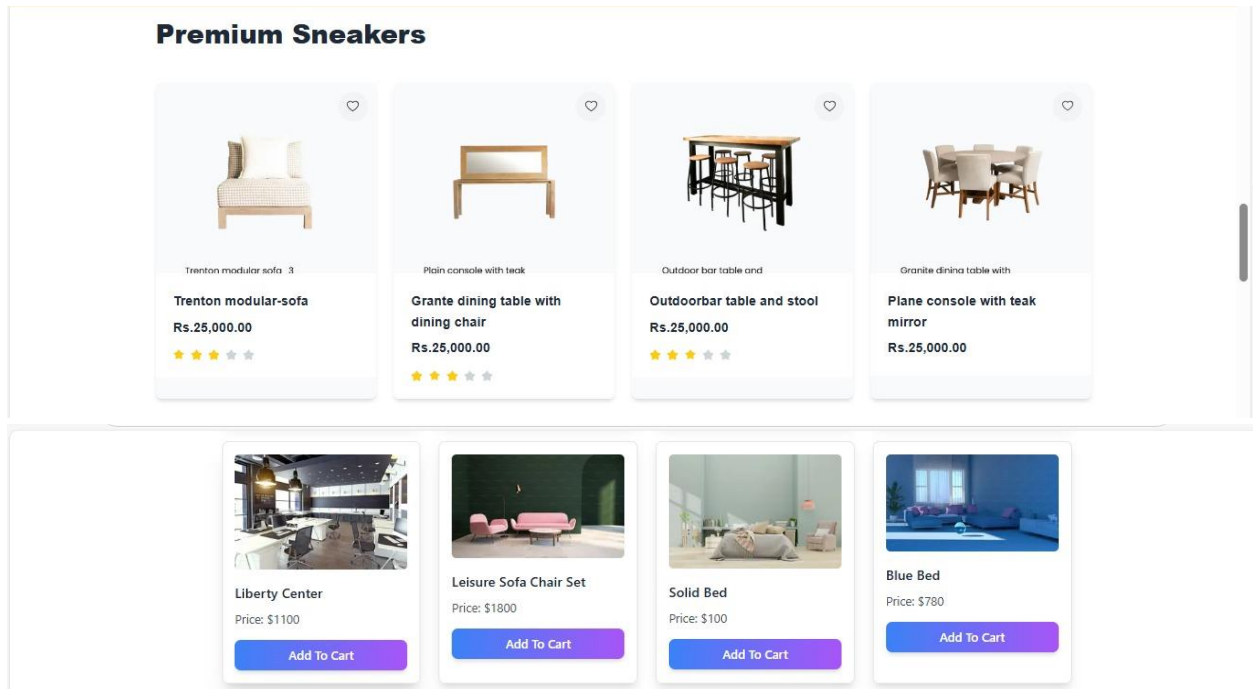 Premium Sneakers
Trenton modular sofa_3
Plain console with teak
Outdoor bar table and
Granite dining table with
Trenton modular-sofa
Rs.25,000.00
Grante dining table with
dining chair
Rs.25,000.00
Outdoorbar table and stool
Rs.25,000.00
Plane console with teak
mirror
Rs.25,000.00
Liberty Center
Price: $1100
Add To Cart
Leisure Sofa Chair Set
Price: $1800
Add To Cart
Solid Bed
Price: $100
Add To Cart
Blue Bed
Price: $780
Add To Cart